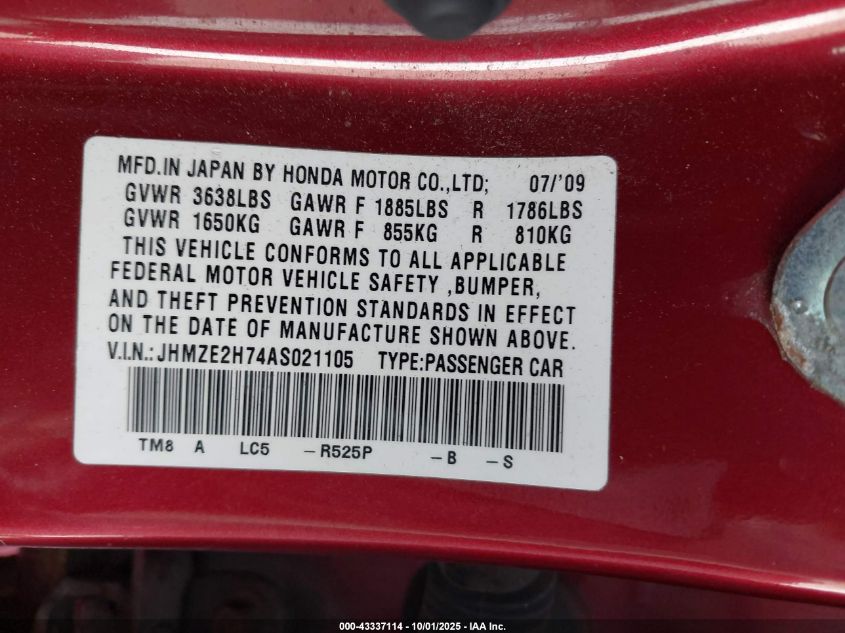 MFD.IN JAPAN BY HONDA MOTOR CO.,LTD; 07/'09
GVWR 3638LBS GAWR F 1885LBS R 1786LBS
GVWR 1650KG GAWR F 855KG R 810KG
THIS VEHICLE CONFORMS TO ALL APPLICABLE
FEDERAL MOTOR VEHICLE SAFETY ,BUMPER,
AND THEFT PREVENTION STANDARDS IN EFFECT
ON THE DATE OF MANUFACTURE SHOWN ABOVE.
V.I.N.:JHMZE2H74AS021105 TYPE:PASSENGER CAR
TM8 A LC5 -R525P -B -S
000-43337114 - 10/01/2025 - IAA Inc.